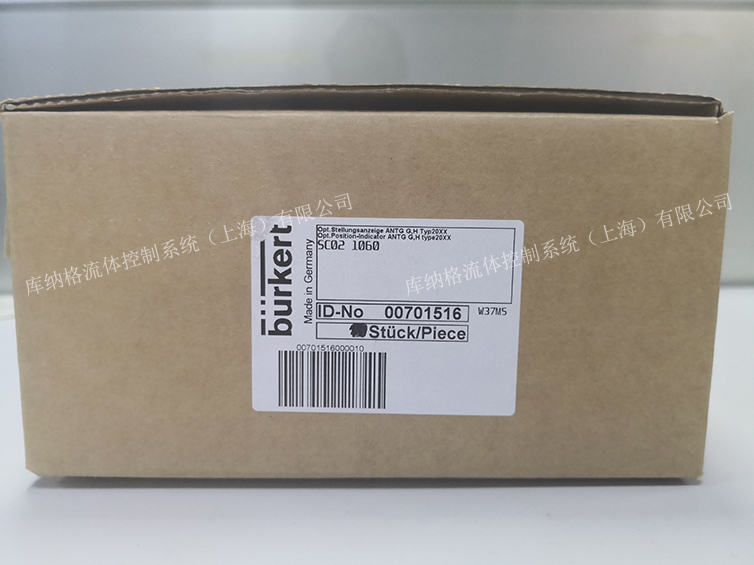 Opt.Stellungsanzeige ANTG G,H Typ20XX
Opt.Position-Indicator ANTG G,H type20XX
SC02 1060
burkert
Made in Germany
ID-No 00701516
W37MS
Stück/Piece
00701516000010
库纳格流体控制系统（上海）有限公司
库纳格流体控制系统（上海）有限公司